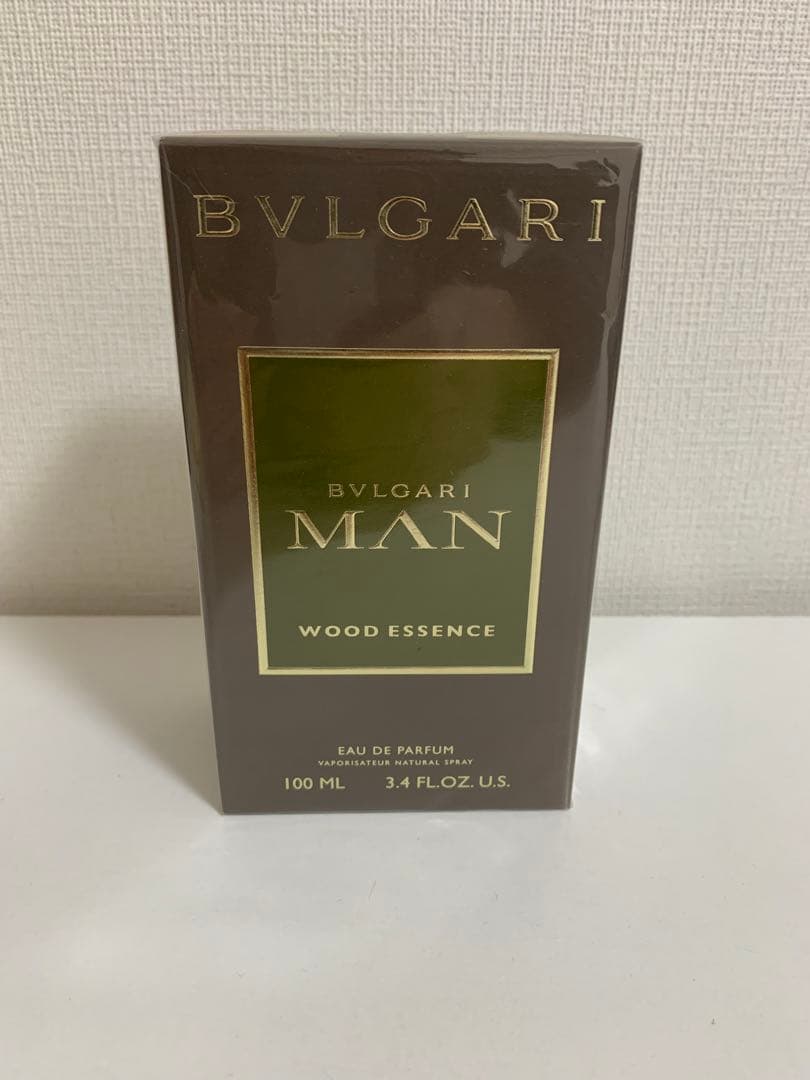 BVLGARI
BVLGARI
MAN
WOOD ESSENCE
EAU DE PARFUM
VAPORISATEUR NATURAL SPRAY
100 ML 3.4 FL.OZ. U.S.